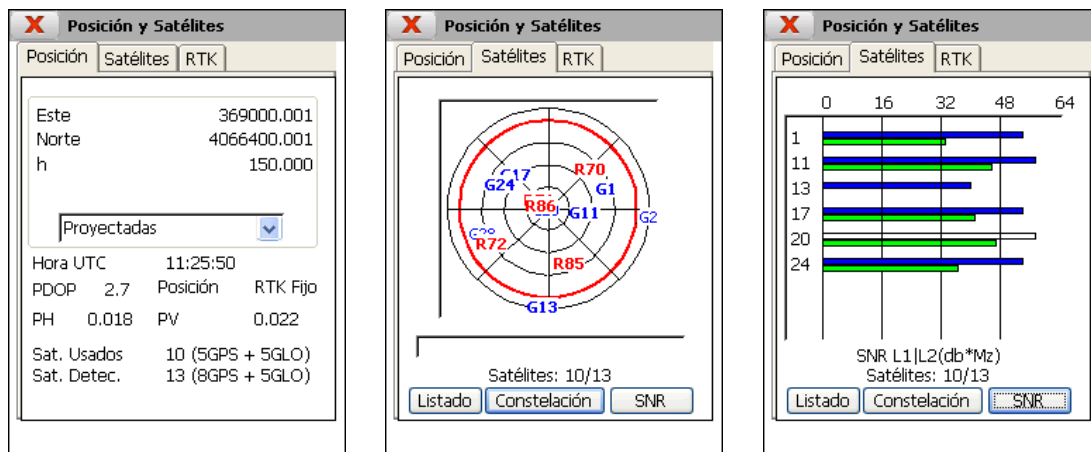 X Posición y Satélites
Posición Satélites RTK
Este 369000.001
Norte 4066400.001
h 150.000
Proyectadas
Hora UTC 11:25:50
PDOP 2.7 Posición RTK Fijo
PH 0.018 PV 0.022
Sat. Usados 10 (5GPS + 5GLO)
Sat. Detec. 13 (8GPS + 5GLO)
X Posición y Satélites
Posición Satélites RTK
R70
G24 G1
R86 G11 G2
R72
R85
G13
Satélites: 10/13
Listado Constelación SNR
X Posición y Satélites
Posición Satélites RTK
0 16 32 48 64
1
11
13
17
20
24
SNR L1|L2(db*Mz)
Satélites: 10/13
Listado Constelación SNR